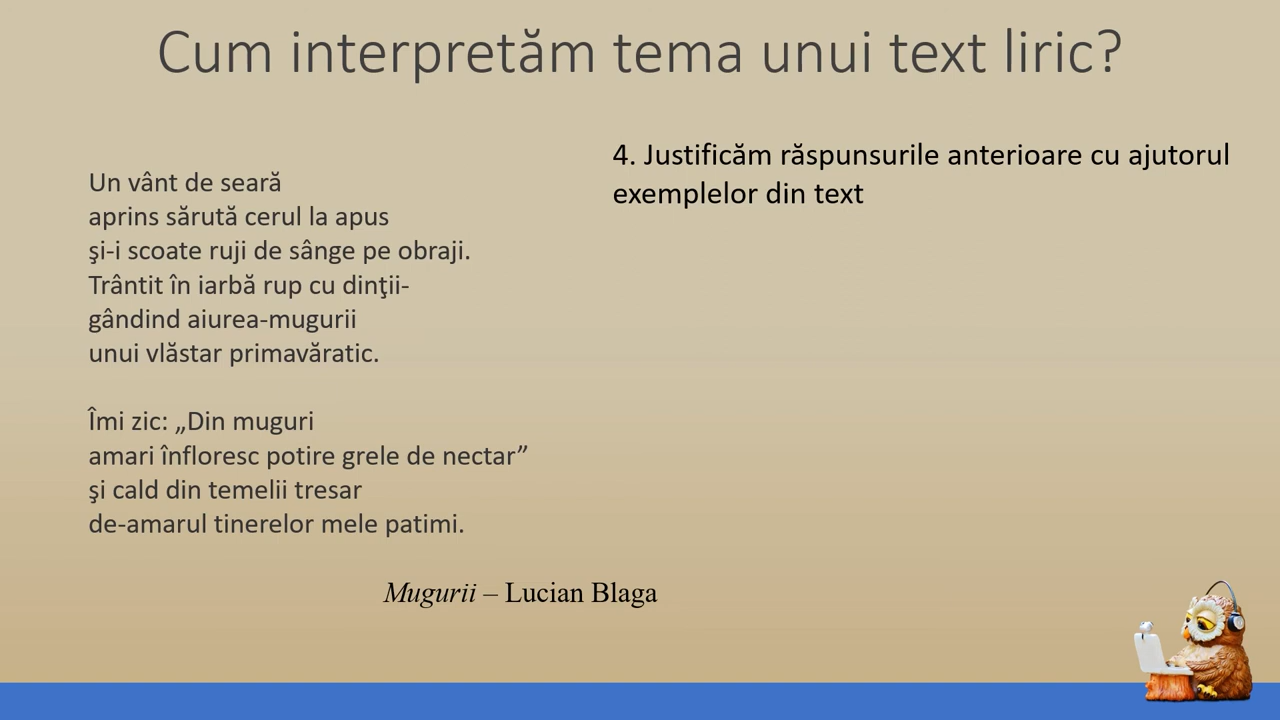 Cum interpretăm tema unui text liric?
4. Justificăm răspunsurile anterioare cu ajutorul
exemplelor din text
Un vânt de seară
aprins sărută cerul la apus
şi-i scoate ruji de sânge pe obraji.
Trântit în iarbă rup cu dinţii-
gândind aiurea-mugurii
unui vlăstar primavăratic.
Îmi zic: „Din muguri
amari înfloresc potire grele de nectar”
şi cald din temelii tresar
de-amarul tinerelor mele patimi.
Mugurii – Lucian Blaga